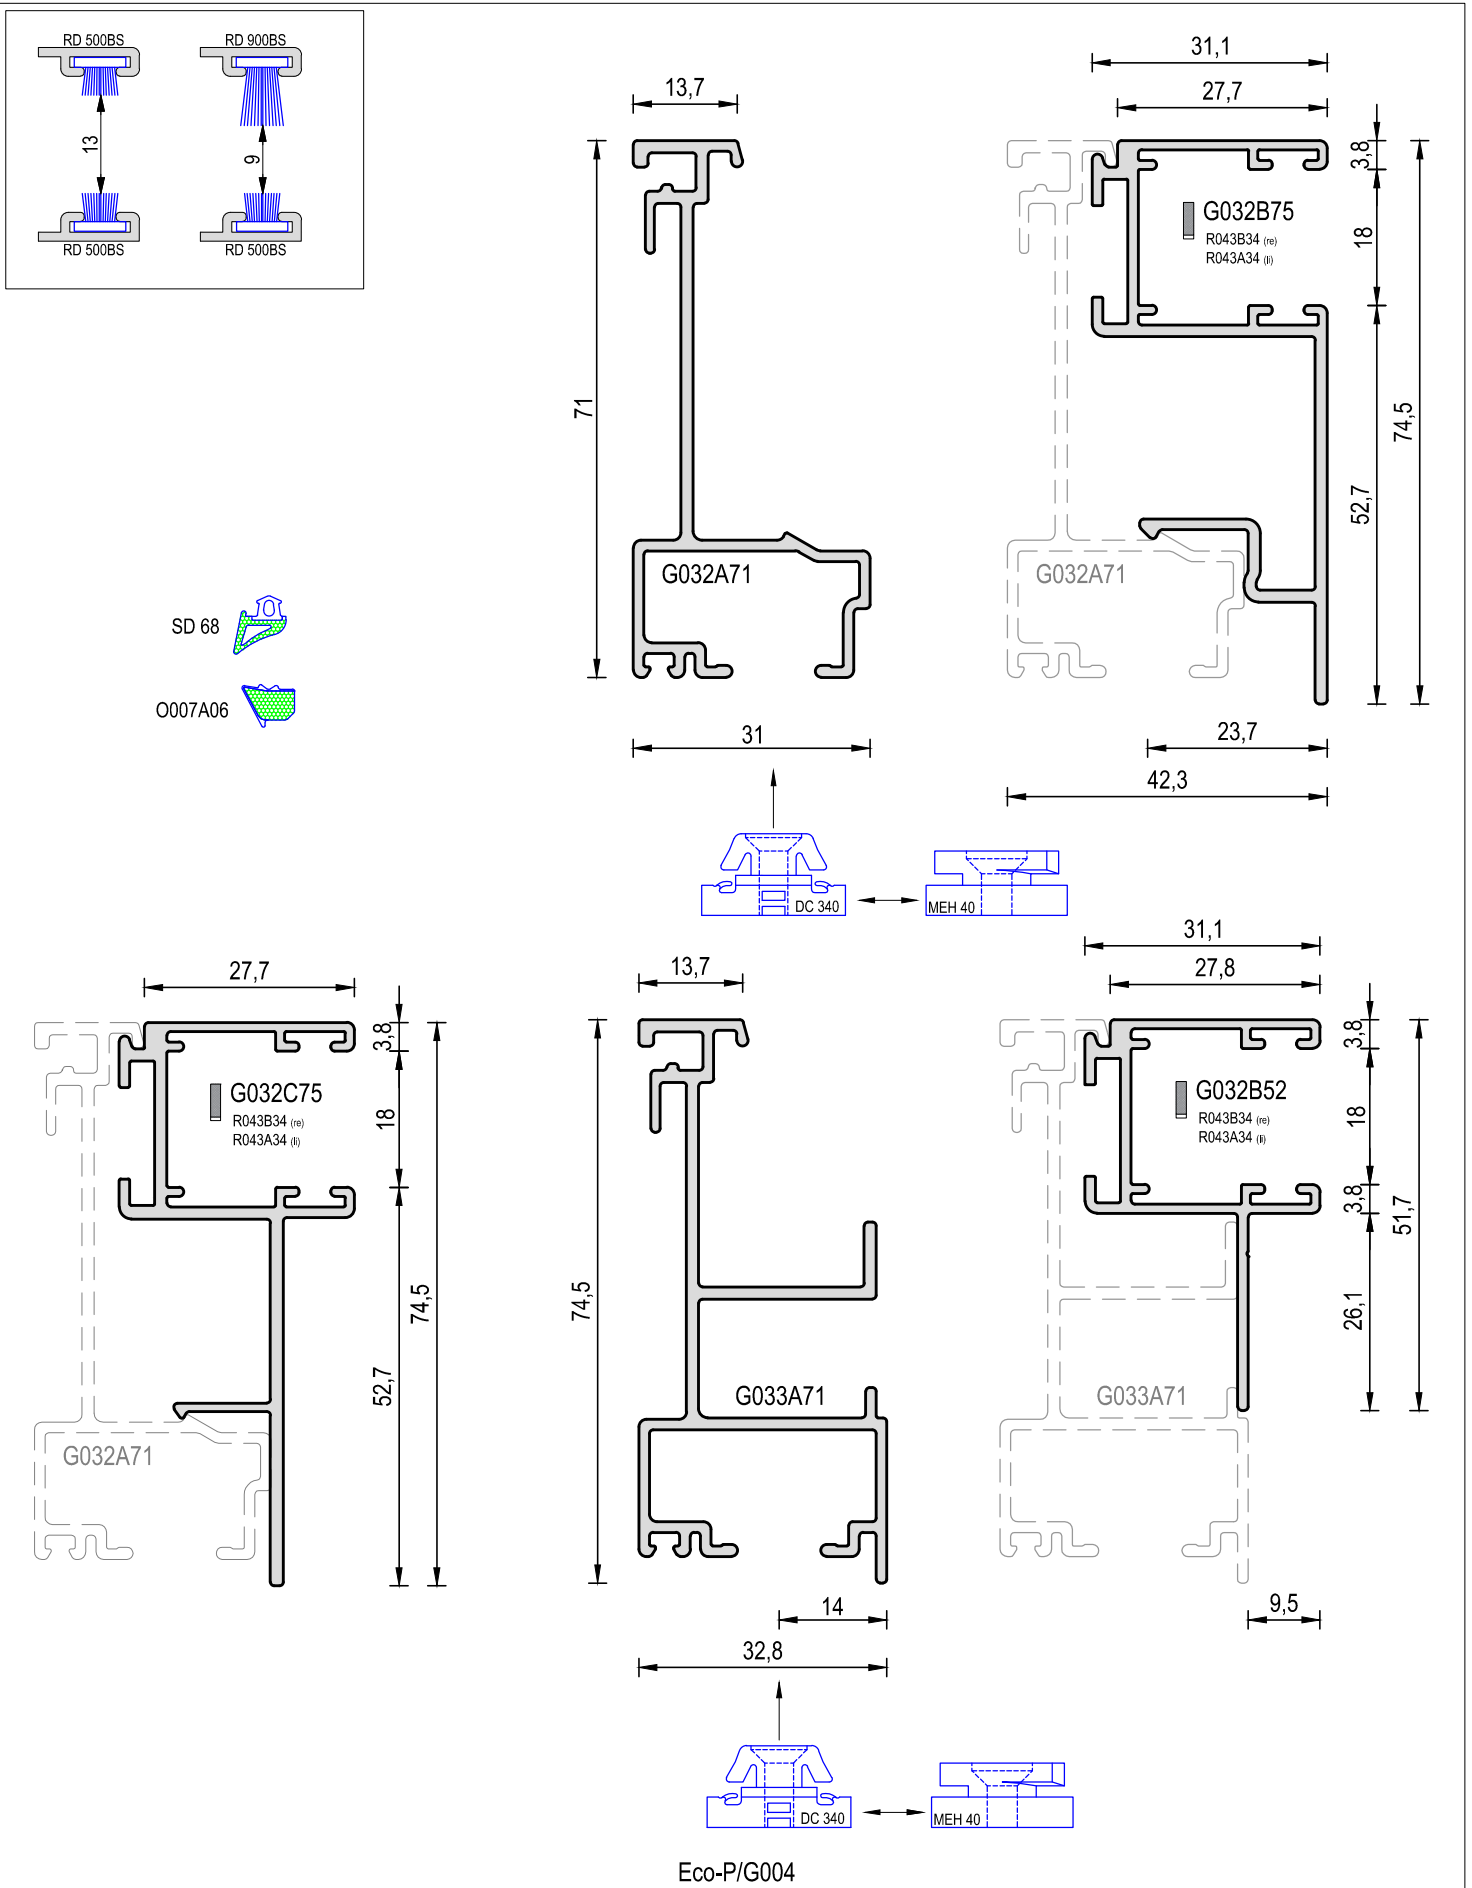 RD 500BS
RD 900BS
13
9
RD 500BS
RD 500BS
13,7
71
G032A71
31
31,1
27,7
3,8
18
52,7
74,5
G032B75
R043B34 (re)
R043A34 (li)
G032A71
23,7
42,3
SD 68
O007A06
DC 340
MEH 40
27,7
3,8
18
52,7
74,5
G032C75
R043B34 (re)
R043A34 (li)
G032A71
13,7
74,5
G033A71
14
32,8
31,1
27,8
3,8
18
3,8
26,1
51,7
G032B52
R043B34 (re)
R043A34 (li)
G033A71
9,5
DC 340
MEH 40
Eco-P/G004